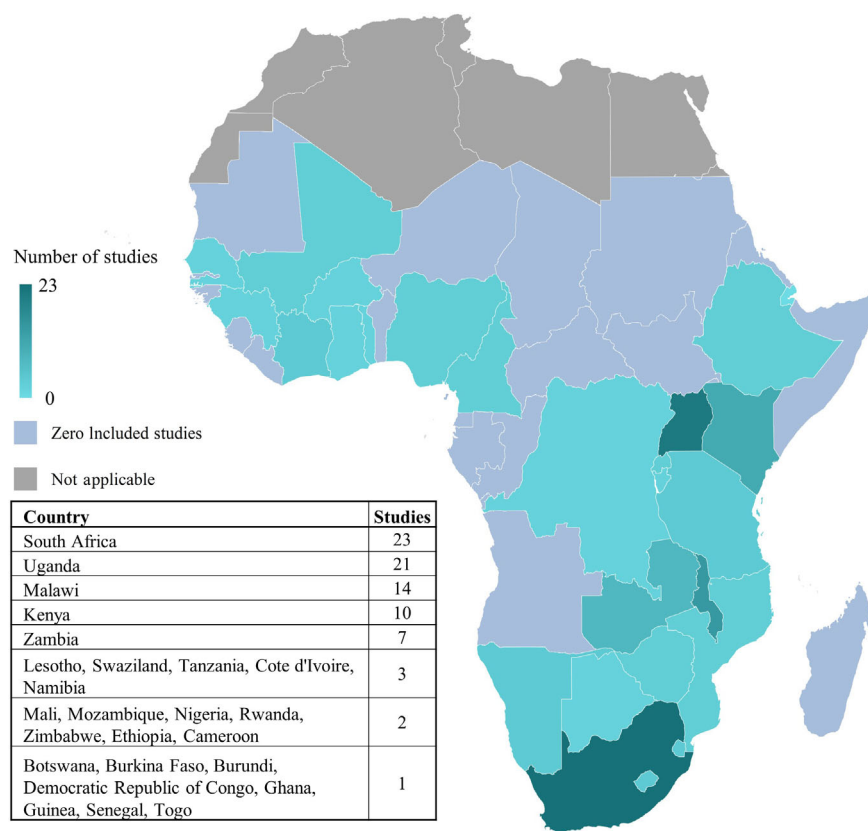 Number of studies
23
0
Zero Included studies
Not applicable
Country Studies
South Africa 23
Uganda 21
Malawi 14
Kenya 10
Zambia 7
Lesotho, Swaziland, Tanzania, Cote d'Ivoire,
Namibia 3
Mali, Mozambique, Nigeria, Rwanda,
Zimbabwe, Ethiopia, Cameroon 2
Botswana, Burkina Faso, Burundi,
Democratic Republic of Congo, Ghana, 1
Guinea, Senegal, Togo